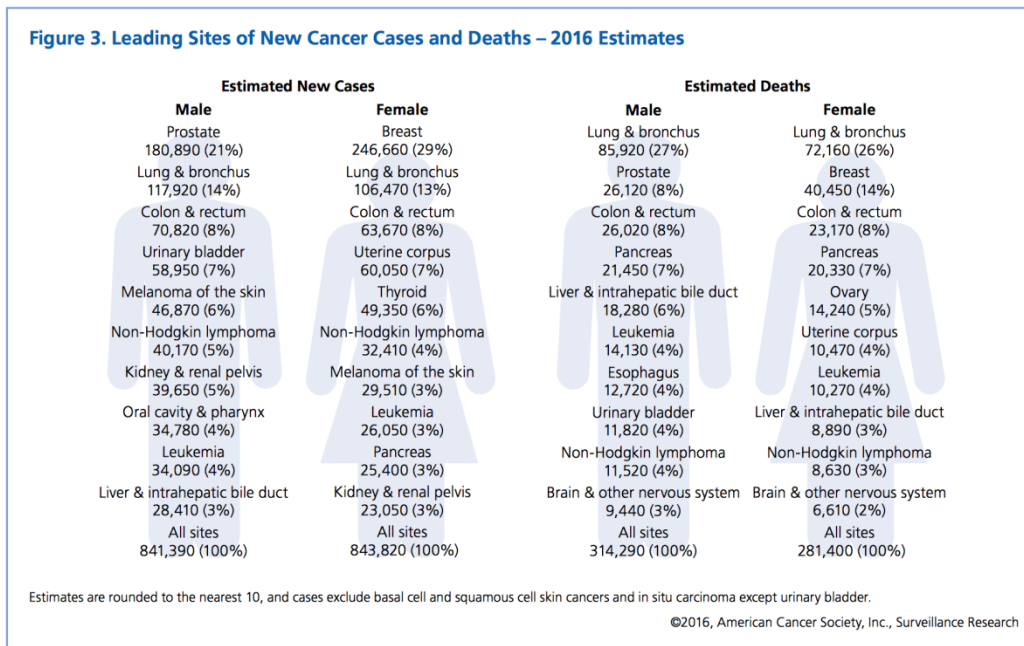 Figure 3. Leading Sites of New Cancer Cases and Deaths – 2016 Estimates
Estimated New Cases
Male
Prostate
180,890 (21%)
Lung & bronchus
117,920 (14%)
Colon & rectum
70,820 (8%)
Urinary bladder
58,950 (7%)
Melanoma of the skin
46,870 (6%)
Non-Hodgkin lymphoma
40,170 (5%)
Kidney & renal pelvis
39,650 (5%)
Oral cavity & pharynx
34,780 (4%)
Leukemia
34,090 (4%)
Liver & intrahepatic bile duct
28,410 (3%)
All sites
841,390 (100%)
Female
Breast
246,660 (29%)
Lung & bronchus
106,470 (13%)
Colon & rectum
63,670 (8%)
Uterine corpus
60,050 (7%)
Thyroid
49,350 (6%)
Non-Hodgkin lymphoma
32,410 (4%)
Melanoma of the skin
29,510 (3%)
Leukemia
26,050 (3%)
Pancreas
25,400 (3%)
Kidney & renal pelvis
23,050 (3%)
All sites
843,820 (100%)
Estimated Deaths
Male
Lung & bronchus
85,920 (27%)
Prostate
26,120 (8%)
Colon & rectum
26,020 (8%)
Pancreas
21,450 (7%)
Liver & intrahepatic bile duct
18,280 (6%)
Leukemia
14,130 (4%)
Esophagus
12,720 (4%)
Urinary bladder
11,820 (4%)
Non-Hodgkin lymphoma
11,520 (4%)
Brain & other nervous system
9,440 (3%)
All sites
314,290 (100%)
Female
Lung & bronchus
72,160 (26%)
Breast
40,450 (14%)
Colon & rectum
23,170 (8%)
Pancreas
20,330 (7%)
Ovary
14,240 (5%)
Uterine corpus
10,470 (4%)
Leukemia
10,270 (4%)
Liver & intrahepatic bile duct
8,890 (3%)
Non-Hodgkin lymphoma
8,630 (3%)
Brain & other nervous system
6,610 (2%)
All sites
281,400 (100%)
Estimates are rounded to the nearest 10, and cases exclude basal cell and squamous cell skin cancers and in situ carcinoma except urinary bladder.
©2016, American Cancer Society, Inc., Surveillance Research